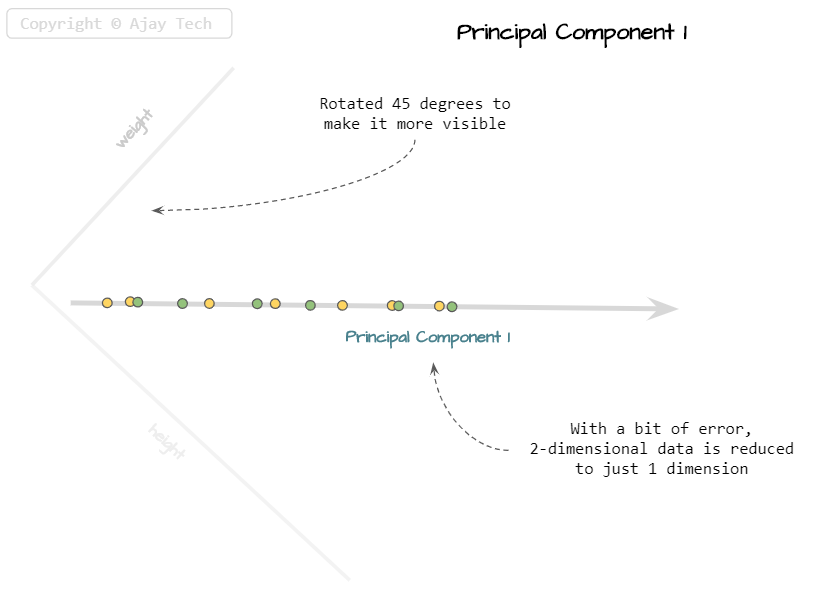 Copyright © Ajay Tech
Principal Component 1
weight
Rotated 45 degrees to
make it more visible
Principal Component 1
height
With a bit of error,
2-dimensional data is reduced
to just 1 dimension